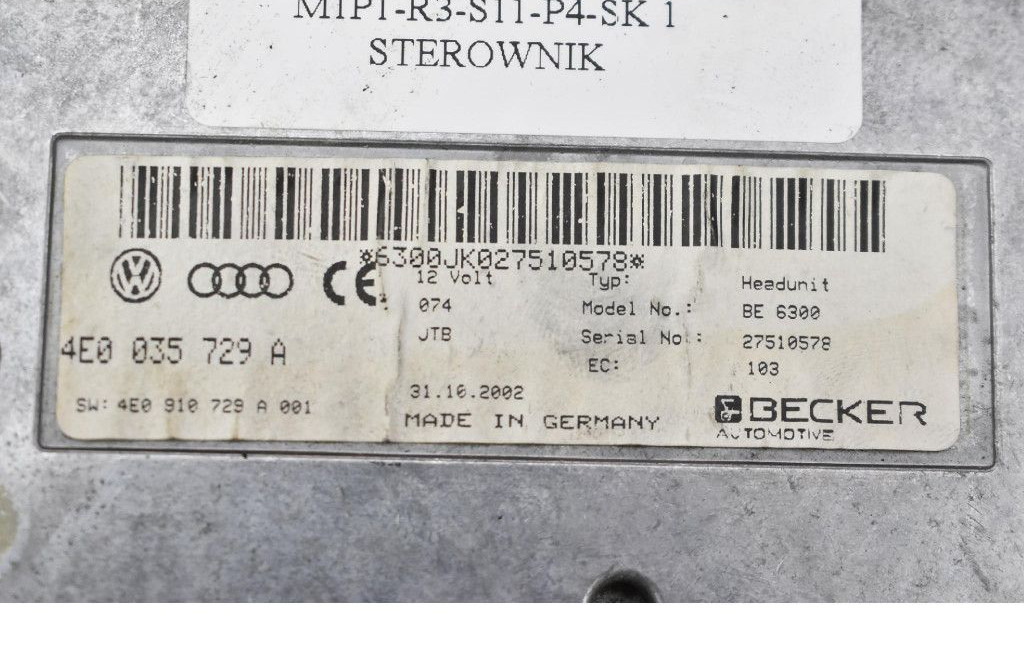 M1P1-R3-S11-P4-SK 1
STEROWNIK
*6300JK027510578*
12 Volt Typ: Headunit
074 Model No.: BE 6300
JTB Serial No.: 27510578
4E0 035 729 A
EC: 103
31.10.2002
SW: 4E0 910 729 A 001
MADE IN GERMANY
BECKER
AUTOMOTIVE